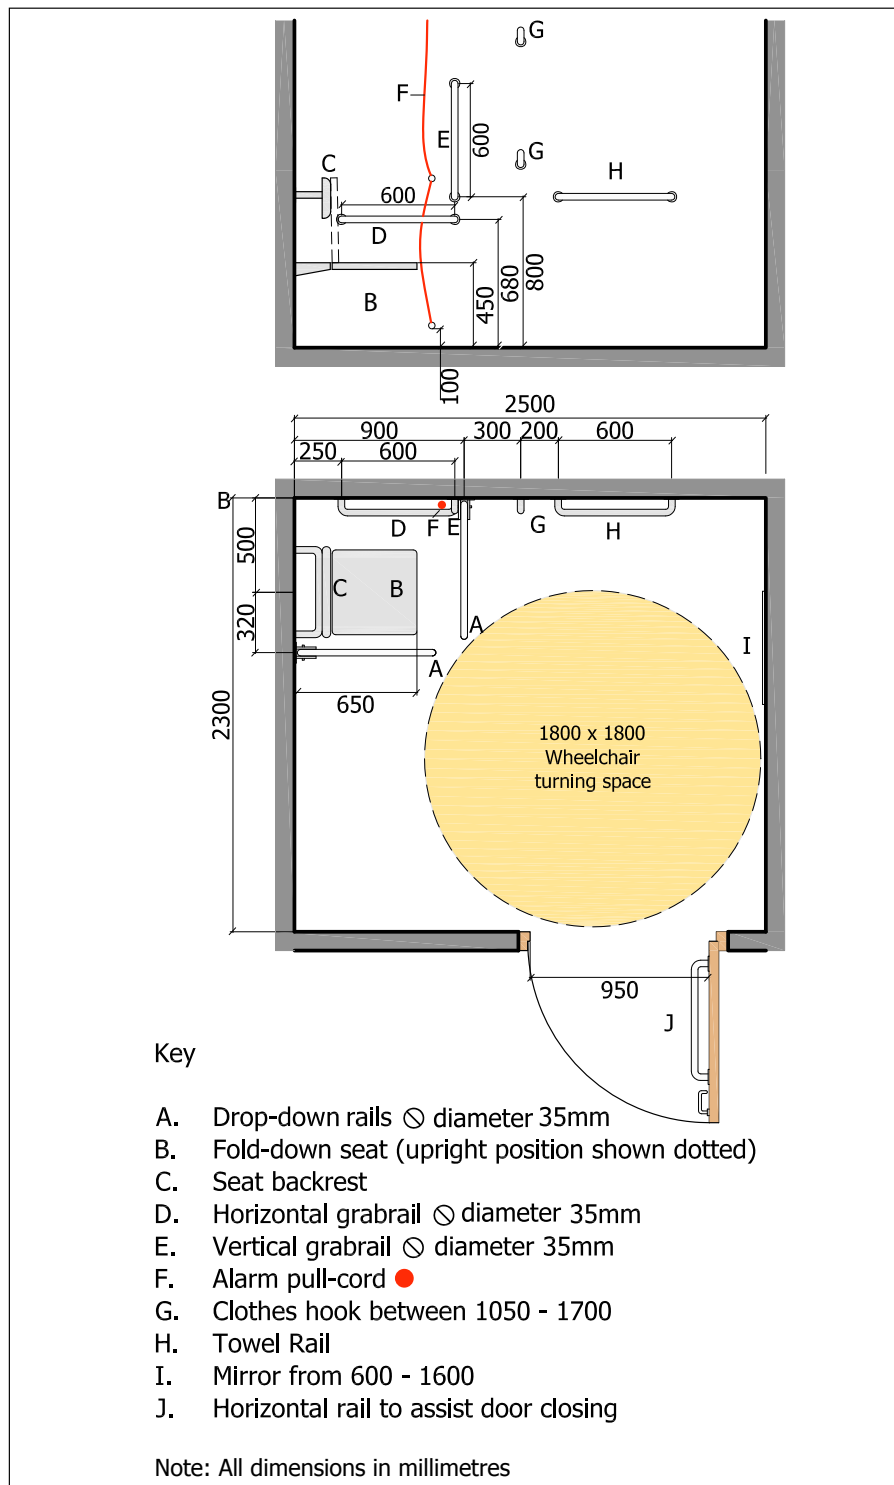 G
F
E
600
C
G
H
600
D
B
450
680
800
100
2500
900
300
200
600
250
600
B
D
F
E
G
H
500
C
B
320
A
A
I
650
2300
1800 x 1800
Wheelchair
turning space
950
J
Key
A. Drop-down rails ⦸ diameter 35mm
B. Fold-down seat (upright position shown dotted)
C. Seat backrest
D. Horizontal grabrail ⦸ diameter 35mm
E. Vertical grabrail ⦸ diameter 35mm
F. Alarm pull-cord
G. Clothes hook between 1050 - 1700
H. Towel Rail
I. Mirror from 600 - 1600
J. Horizontal rail to assist door closing
Note: All dimensions in millimetres